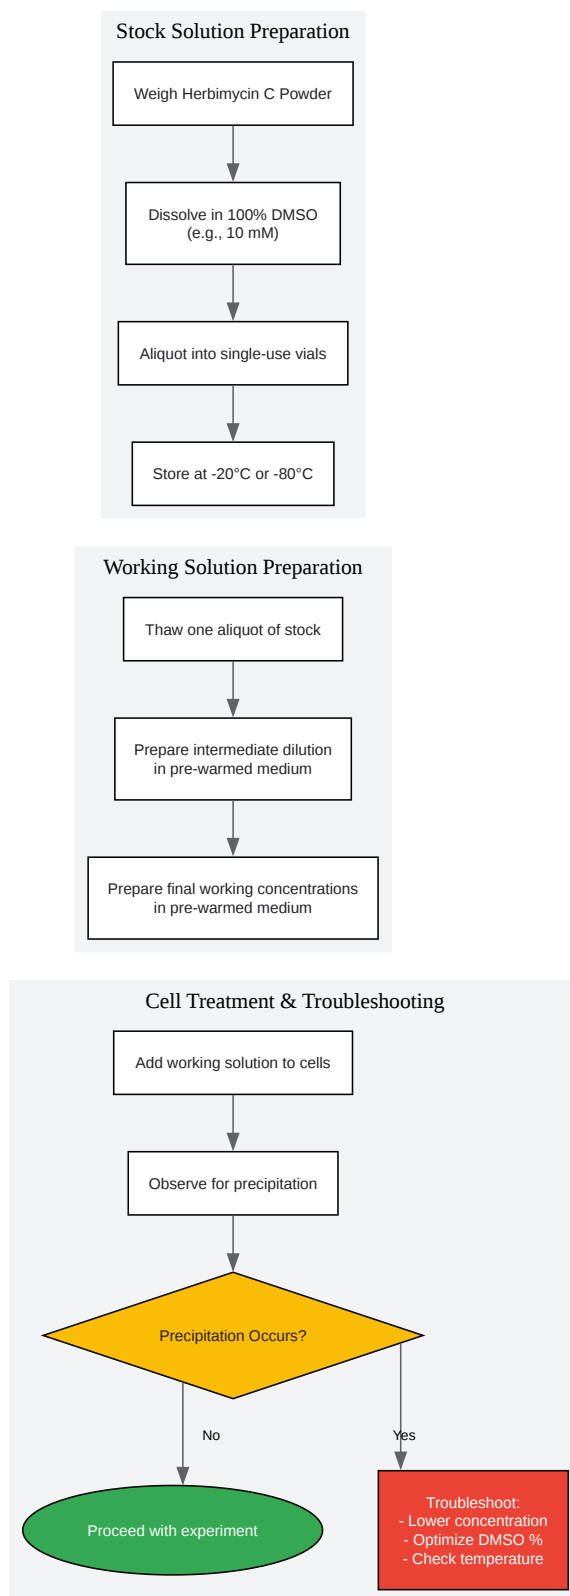 Stock Solution Preparation
Weigh Herbimycin C Powder
Dissolve in 100% DMSO
(e.g., 10 mM)
Aliquot into single-use vials
Store at -20°C or -80°C
Working Solution Preparation
Thaw one aliquot of stock
Prepare intermediate dilution
in pre-warmed medium
Prepare final working concentrations
in pre-warmed medium
Cell Treatment & Troubleshooting
Add working solution to cells
Observe for precipitation
Precipitation Occurs?
No
Yes
Proceed with experiment
Troubleshoot:
- Lower concentration
- Optimize DMSO %
- Check temperature